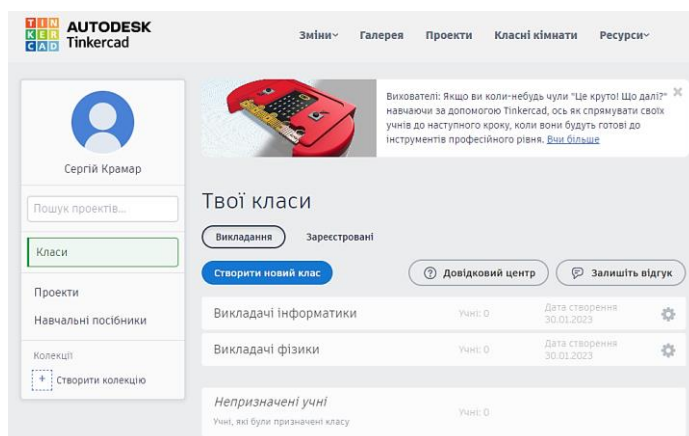 TIN
KER
CAD
AUTODESK
Tinkercad
Зміни
Галерея
Проекти
Класні кімнати
Ресурси
Сергій Крамар
Пошук проектів...
Класи
Проекти
Навчальні посібники
Колекції
+ Створити колекцію
Вихователі: Якщо ви коли-небудь чули "Це круто! Що далі?"
навчаючи за допомогою Tinkercad, ось як спрямувати своїх
учнів до наступного кроку, коли вони будуть готові до
інструментів професійного рівня. Вчи більше
Твої класи
Викладання
Зареєстровані
Створити новий клас
Довідковий центр
Залишіть відгук
Викладачі інформатики
Учні: 0
Дата створення
30.01.2023
Викладачі фізики
Учні: 0
Дата створення
30.01.2023
Непризначені учні
Учні, які були призначені класу
Учні: 0